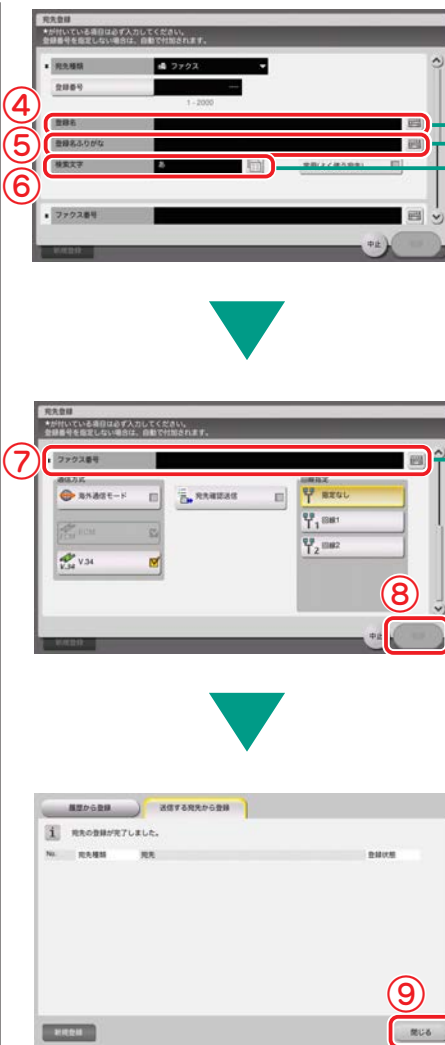 宛先登録
*が付いている項目は必ず入力してください。
登録番号を指定しない場合は、自動で付加されます。
宛先種類 ファクス
登録番号 ---
1 - 2000
④ 登録名
⑤ 登録名ふりがな
⑥ 検索文字 あ
ファクス番号
中止
新規登録
宛先登録
*が付いている項目は必ず入力してください。
登録番号を指定しない場合は、自動で付加されます。
⑦ ファクス番号
通信方式 回線指定
海外通信モード 宛先確認送信 指定なし
ECM ECM 1 回線1
V.34 V.34 2 回線2
⑧
中止
新規登録
履歴から登録 送信する宛先から登録
i 宛先の登録が完了しました。
No. 宛先種類 宛先 登録状態
⑨
新規登録 閉じる